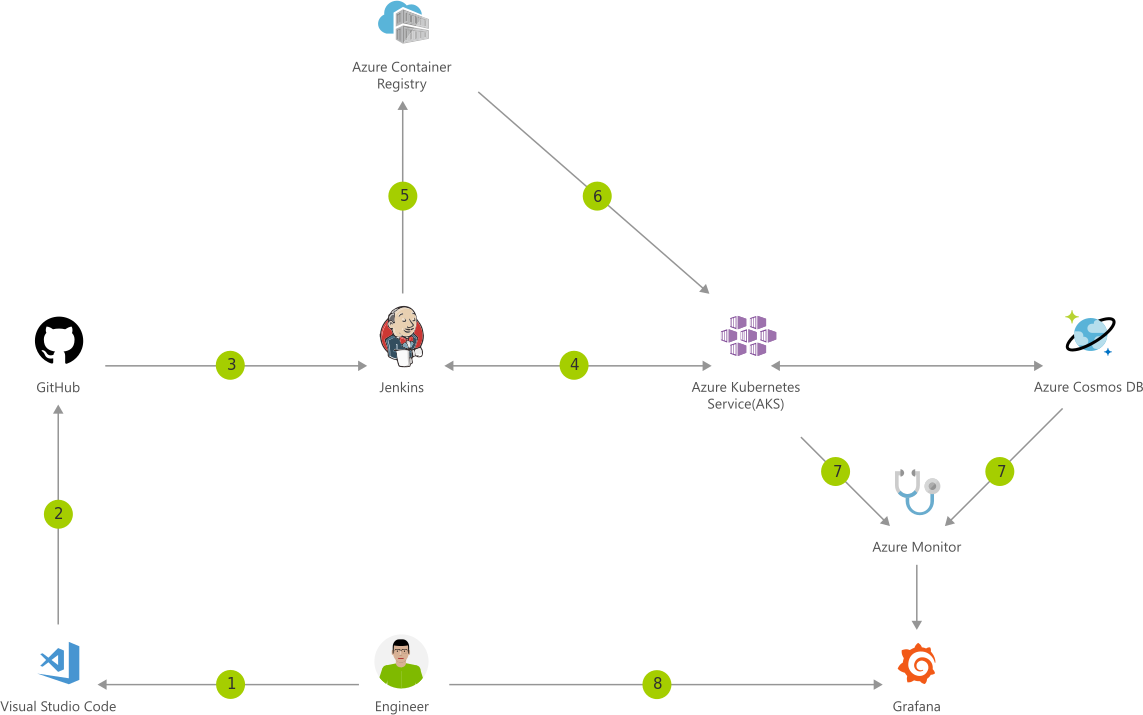 Azure Container
Registry
5
6
GitHub
3
Jenkins
4
Azure Kubernetes
Service(AKS)
Azure Cosmos DB
7
7
2
Azure Monitor
Visual Studio Code
1
Engineer
8
Grafana